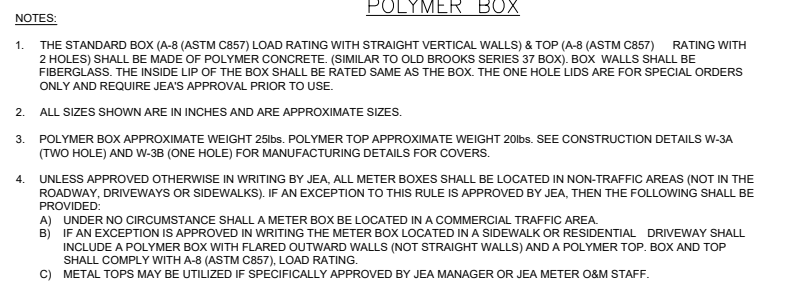 POLYMER BOX
NOTES:
1. THE STANDARD BOX (A-8 (ASTM C857) LOAD RATING WITH STRAIGHT VERTICAL WALLS) & TOP (A-8 (ASTM C857) RATING WITH
2 HOLES) SHALL BE MADE OF POLYMER CONCRETE. (SIMILAR TO OLD BROOKS SERIES 37 BOX). BOX WALLS SHALL BE
FIBERGLASS. THE INSIDE LIP OF THE BOX SHALL BE RATED SAME AS THE BOX. THE ONE HOLE LIDS ARE FOR SPECIAL ORDERS
ONLY AND REQUIRE JEA'S APPROVAL PRIOR TO USE.
2. ALL SIZES SHOWN ARE IN INCHES AND ARE APPROXIMATE SIZES.
3. POLYMER BOX APPROXIMATE WEIGHT 25lbs. POLYMER TOP APPROXIMATE WEIGHT 20lbs. SEE CONSTRUCTION DETAILS W-3A
(TWO HOLE) AND W-3B (ONE HOLE) FOR MANUFACTURING DETAILS FOR COVERS.
4. UNLESS APPROVED OTHERWISE IN WRITING BY JEA, ALL METER BOXES SHALL BE LOCATED IN NON-TRAFFIC AREAS (NOT IN THE
ROADWAY, DRIVEWAYS OR SIDEWALKS). IF AN EXCEPTION TO THIS RULE IS APPROVED BY JEA, THEN THE FOLLOWING SHALL BE
PROVIDED:
A) UNDER NO CIRCUMSTANCE SHALL A METER BOX BE LOCATED IN A COMMERCIAL TRAFFIC AREA.
B) IF AN EXCEPTION IS APPROVED IN WRITING THE METER BOX LOCATED IN A SIDEWALK OR RESIDENTIAL DRIVEWAY SHALL
INCLUDE A POLYMER BOX WITH FLARED OUTWARD WALLS (NOT STRAIGHT WALLS) AND A POLYMER TOP. BOX AND TOP
SHALL COMPLY WITH A-8 (ASTM C857), LOAD RATING.
C) METAL TOPS MAY BE UTILIZED IF SPECIFICALLY APPROVED BY JEA MANAGER OR JEA METER O&M STAFF.